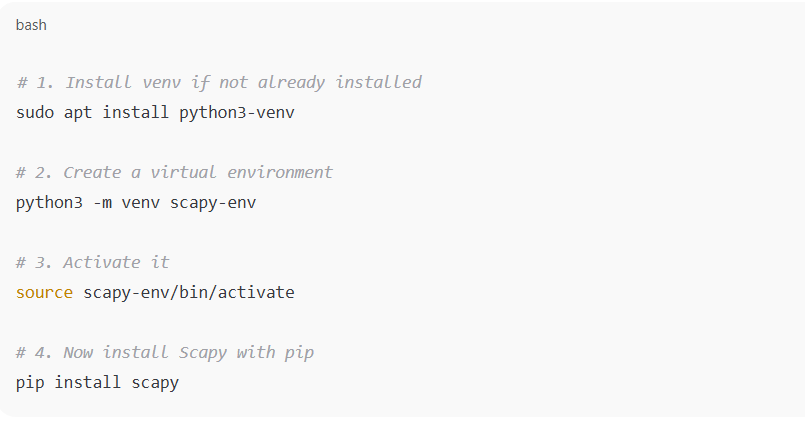 bash
# 1. Install venv if not already installed
sudo apt install python3-venv
# 2. Create a virtual environment
python3 -m venv scapy-env
# 3. Activate it
source scapy-env/bin/activate
# 4. Now install Scapy with pip
pip install scapy